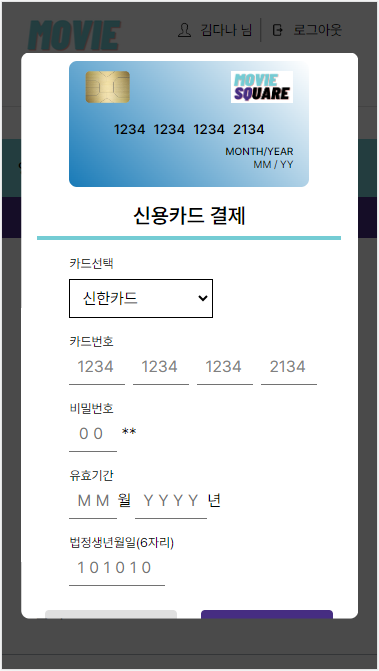 MOVIE
김다나 님 로그아웃
MOVIE
SQUARE
1234 1234 1234 2134
MONTH/YEAR
MM / YY
신용카드 결제
카드선택
신한카드
카드번호
1234 1234 1234 2134
비밀번호
0 0 **
유효기간
M M 월 Y Y Y Y 년
법정생년월일(6자리)
1 0 1 0 1 0